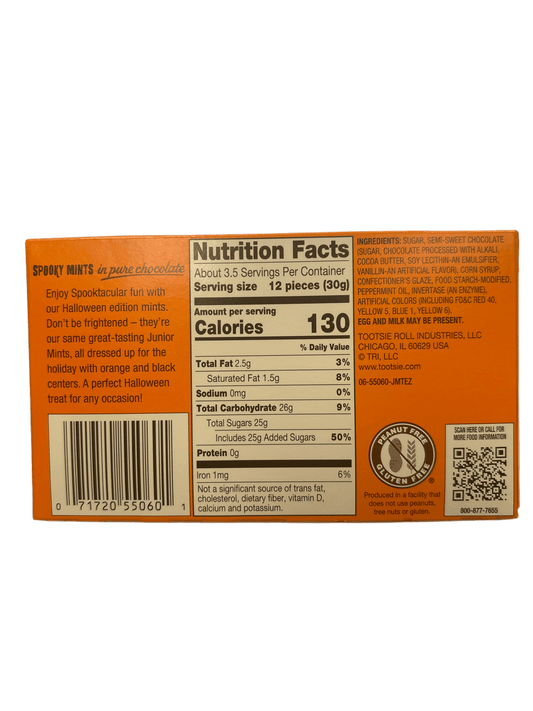 SPOOKY MINTS in pure chocolate
Enjoy Spooktacular fun with
our Halloween edition mints.
Don't be frightened – they're
our same great-tasting Junior
Mints, all dressed up for the
holiday with orange and black
centers. A perfect Halloween
treat for any occasion!
0 71720 55060 1
Nutrition Facts
About 3.5 Servings Per Container
Serving size 12 pieces (30g)
Amount per serving
Calories 130
% Daily Value
Total Fat 2.5g 3%
Saturated Fat 1.5g 8%
Sodium 0mg 0%
Total Carbohydrate 26g 9%
Total Sugars 25g
Includes 25g Added Sugars 50%
Protein 0g
Iron 1mg 6%
Not a significant source of trans fat,
cholesterol, dietary fiber, vitamin D,
calcium and potassium.
INGREDIENTS: SUGAR, SEMI-SWEET CHOCOLATE
(SUGAR, CHOCOLATE PROCESSED WITH ALKALI,
COCOA BUTTER, SOY LECITHIN-AN EMULSIFIER,
VANILLIN-AN ARTIFICIAL FLAVOR), CORN SYRUP,
CONFECTIONER'S GLAZE, FOOD STARCH-MODIFIED,
PEPPERMINT OIL, INVERTASE (AN ENZYME),
ARTIFICIAL COLORS (INCLUDING FD&C RED 40,
YELLOW 5, BLUE 1, YELLOW 6).
EGG AND MILK MAY BE PRESENT.
TOOTSIE ROLL INDUSTRIES, LLC
CHICAGO, IL 60629 USA
© TRI, LLC
www.tootsie.com
06-55060-JMTEZ
PEANUT FREE
GLUTEN FREE
®
Produced in a facility that
does not use peanuts,
tree nuts or gluten.
SCAN HERE OR CALL FOR
MORE FOOD INFORMATION
800-877-7655